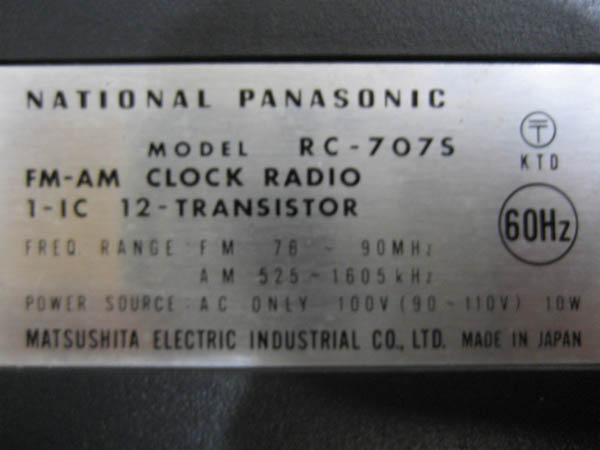 NATIONAL PANASONIC
MODEL RC-707S
〒
KTD
FM-AM CLOCK RADIO
1-IC 12-TRANSISTOR
60Hz
FREQ. RANGE: FM 76 ~ 90MHz
AM 525~1605kHz
POWER SOURCE: AC ONLY 100V (90~110V) 10W
MATSUSHITA ELECTRIC INDUSTRIAL CO., LTD. MADE IN JAPAN